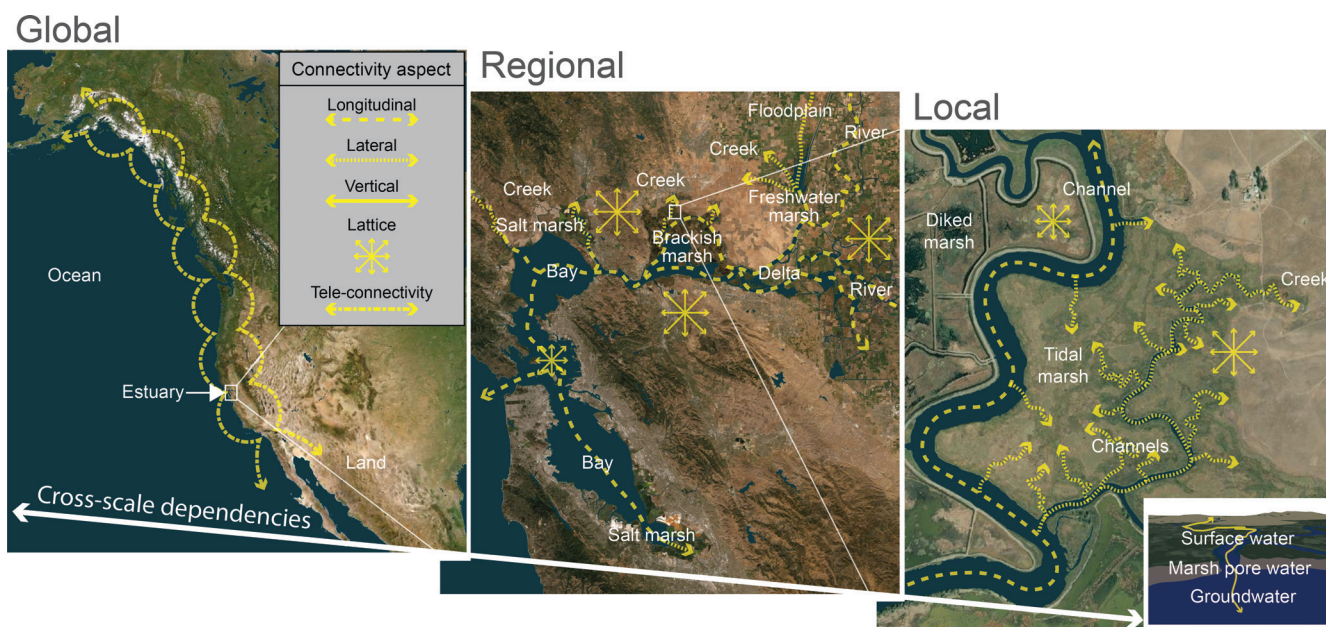 Global
Connectivity aspect
Longitudinal
Lateral
Vertical
Lattice
Tele-connectivity
Ocean
Estuary
Land
Cross-scale dependencies
Regional
Floodplain
River
Creek
Creek
Creek
Freshwater
marsh
Salt marsh
Brackish
marsh
Bay
Delta
River
Bay
Salt marsh
Local
Channel
Diked
marsh
Creek
Tidal
marsh
Channels
Surface water
Marsh pore water
Groundwater